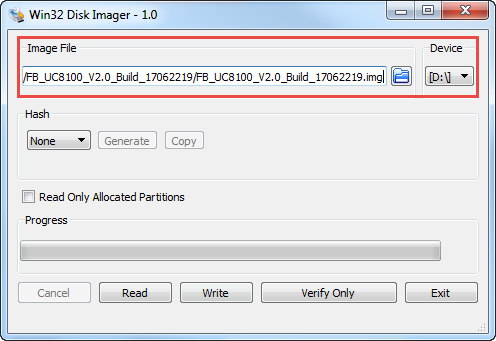 Win32 Disk Imager - 1.0
Image File
Device
/FB_UC8100_V2.0_Build_17062219/FB_UC8100_V2.0_Build_17062219.img
[D:\]
Hash
None
Generate
Copy
Read Only Allocated Partitions
Progress
Cancel
Read
Write
Verify Only
Exit